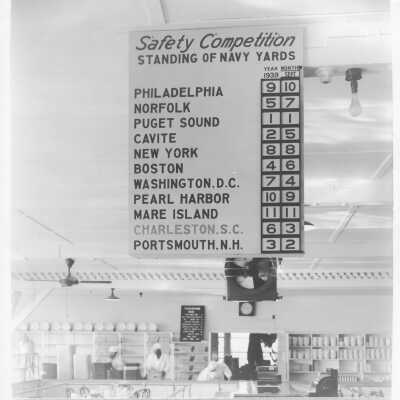 Safety Competition
STANDING OF NAVY YARDS
YEAR 1939 MONTH SEPT
PHILADELPHIA 9 10
NORFOLK 5 7
PUGET SOUND 1 1
CAVITE 2 5
NEW YORK 8 8
BOSTON 4 6
WASHINGTON.D.C. 7 4
PEARL HARBOR 10 9
MARE ISLAND 11 11
CHARLESTON,S.C. 6 3
PORTSMOUTH.N.H. 3 2